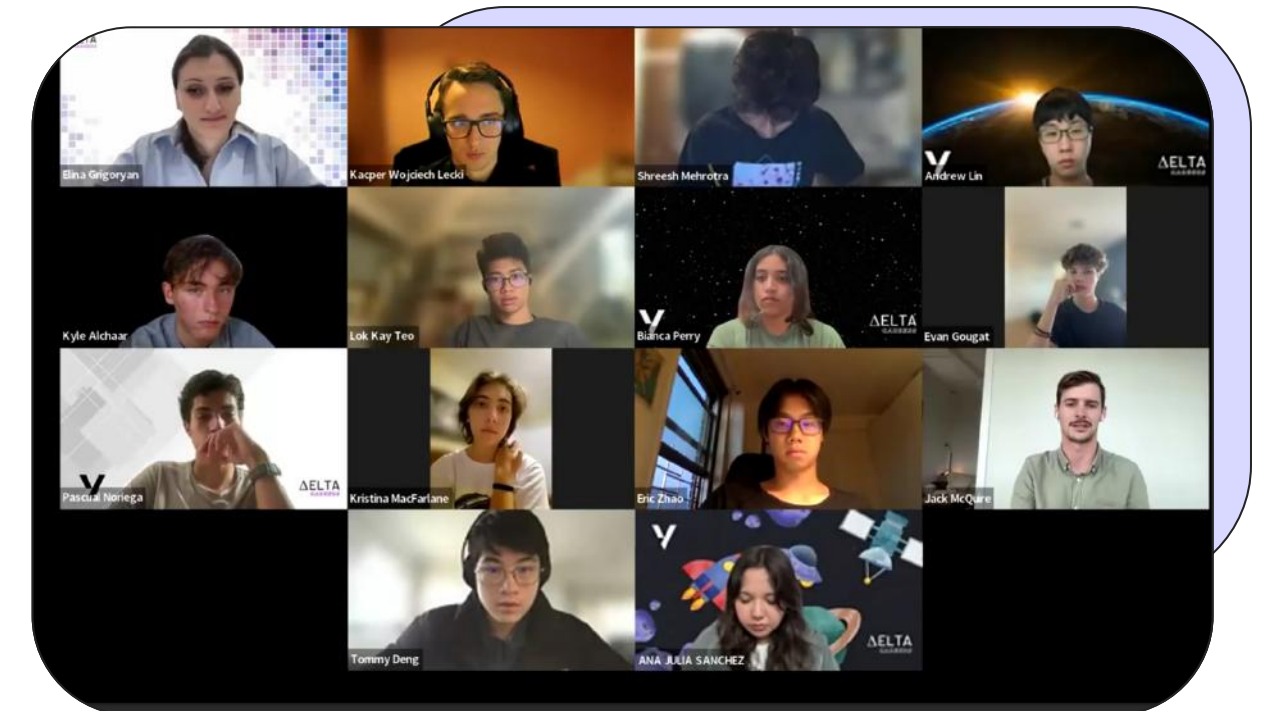 Elina Grigoryan
Kacper Wojciech Lecki
Shreesh Mehrotra
Andrew Lin
ΔELTA
Kyle Alchaar
Lok Kay Teo
Bianca Perry
ΔELTA
Evan Gougat
Pascual Noriega
ΔELTA
Kristina MacFarlane
Eric Zhao
Jack McQuire
Tommy Deng
ANA JULIA SANCHEZ
ΔELTA